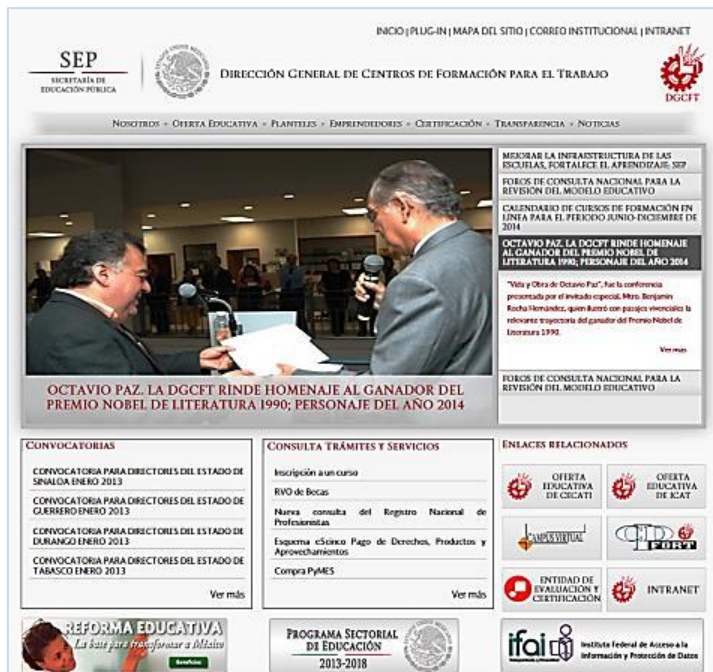 INICIO | PLUG-IN | MAPA DEL SITIO | CORREO INSTITUCIONAL | INTRANET
SEP
SECRETARÍA DE
EDUCACIÓN PÚBLICA
DIRECCIÓN GENERAL DE CENTROS DE FORMACIÓN PARA EL TRABAJO
DGCFT
NOSOTROS - OFERTA EDUCATIVA - PLANTELES - EMPRENDEDORES - CERTIFICACIÓN - TRANSPARENCIA - NOTICIAS
MEJORAR LA INFRAESTRUCTURA DE LAS
ESCUELAS, FORTALECE EL APRENDIZAJE: SEP
FOROS DE CONSULTA NACIONAL PARA LA
REVISIÓN DEL MODELO EDUCATIVO
CALENDARIO DE CURSOS DE FORMACIÓN EN
LÍNEA PARA EL PERIODO JUNIO-DICIEMBRE DE
2014
OCTAVIO PAZ. LA DGCFT RINDE HOMENAJE
AL GANADOR DEL PREMIO NOBEL DE
LITERATURA 1990; PERSONAJE DEL AÑO 2014
"Vida y Obra de Octavio Paz", fue la conferencia
presentada por el invitado especial, Mtro. Benjamín
Rocha Hernández, quien ilustró con pasajes vivenciales la
relevante trayectoria del ganador del Premio Nobel de
Literatura 1990.
Ver más
FOROS DE CONSULTA NACIONAL PARA LA
REVISIÓN DEL MODELO EDUCATIVO
OCTAVIO PAZ. LA DGCFT RINDE HOMENAJE AL GANADOR DEL
PREMIO NOBEL DE LITERATURA 1990; PERSONAJE DEL AÑO 2014
CONVOCATORIAS
CONVOCATORIA PARA DIRECTORES DEL ESTADO DE
SINALOA ENERO 2013
CONVOCATORIA PARA DIRECTORES DEL ESTADO DE
GUERRERO ENERO 2013
CONVOCATORIA PARA DIRECTORES DEL ESTADO DE
DURANGO ENERO 2013
CONVOCATORIA PARA DIRECTORES DEL ESTADO DE
TABASCO ENERO 2013
Ver más
CONSULTA TRÁMITES Y SERVICIOS
Inscripción a un curso
RVO de Becas
Nueva consulta del Registro Nacional de
Profesionistas
Esquema e5cinco Pago de Derechos, Productos y
Aprovechamientos
Compra PyMES
Ver más
ENLACES RELACIONADOS
OFERTA
EDUCATIVA
DE CECATI
OFERTA
EDUCATIVA
DE ICAT
CAMPUS VIRTUAL
FORT
ENTIDAD DE
EVALUACIÓN Y
CERTIFICACIÓN
INTRANET
REFORMA EDUCATIVA
La base para transformar a México
Beneficios
PROGRAMA SECTORIAL
DE EDUCACIÓN
2013-2018
ifai
Instituto Federal de Acceso a la
Información y Protección de Datos